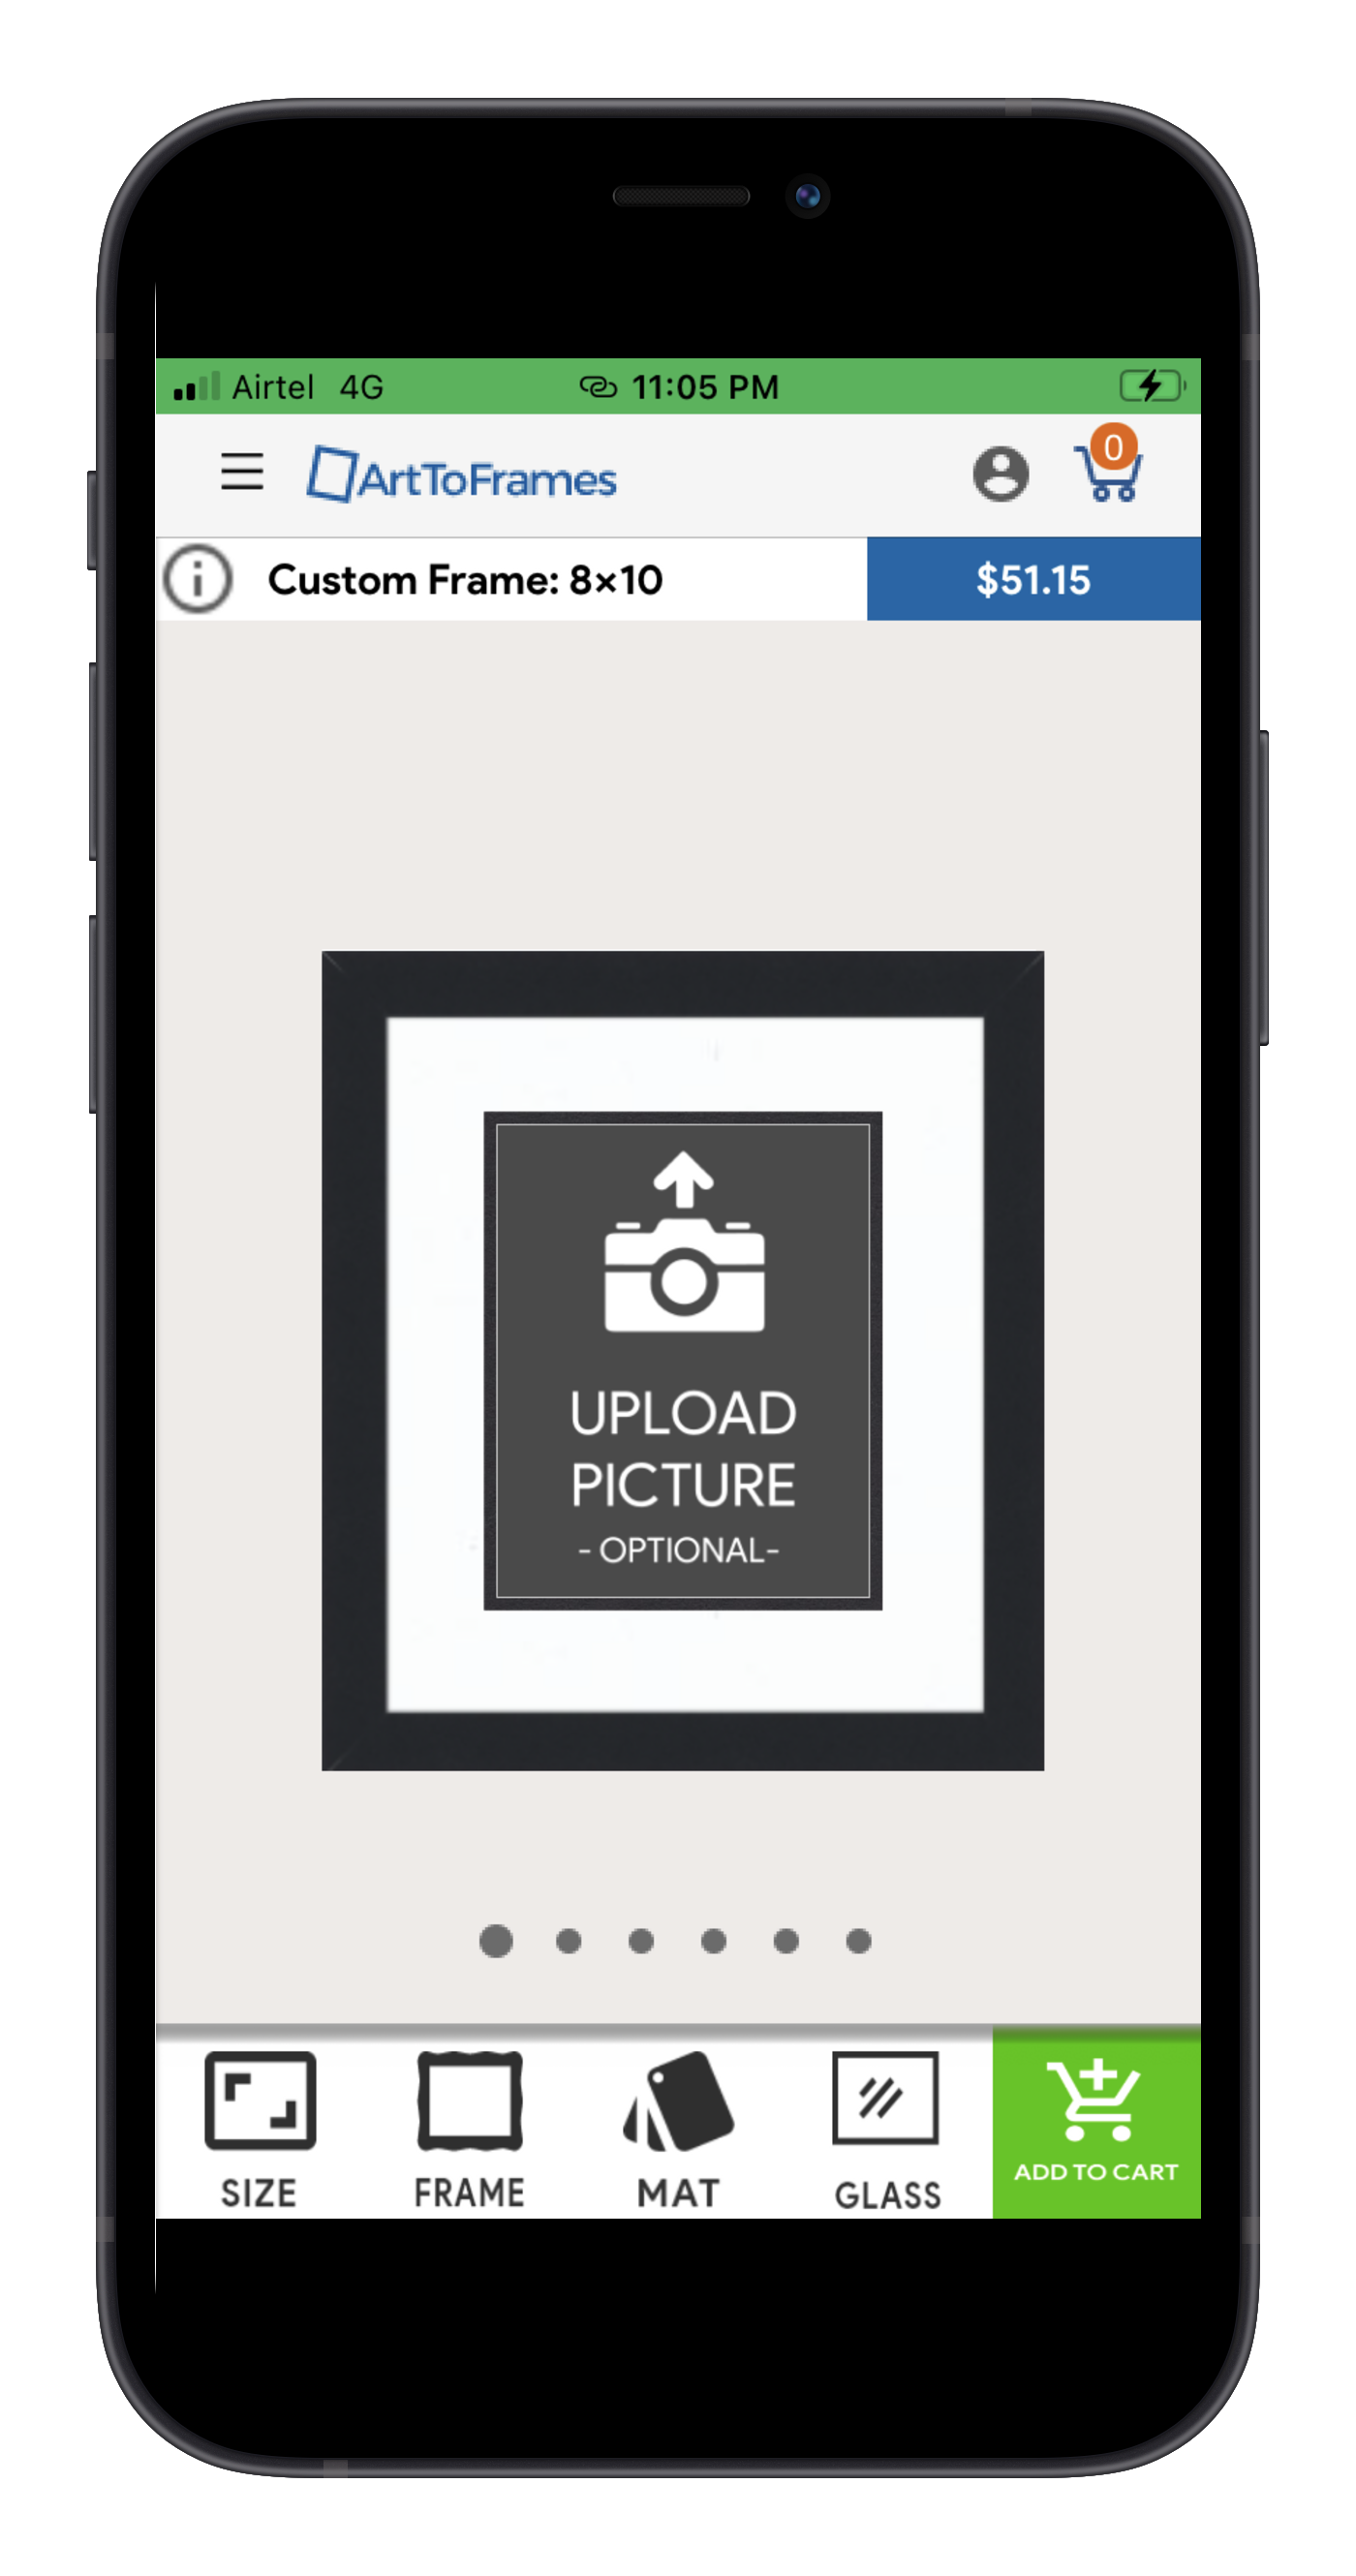 Airtel 4G 11:05 PM
ArtToFrames 0
Custom Frame: 8×10 $51.15
UPLOAD
PICTURE
- OPTIONAL-
SIZE FRAME MAT GLASS ADD TO CART